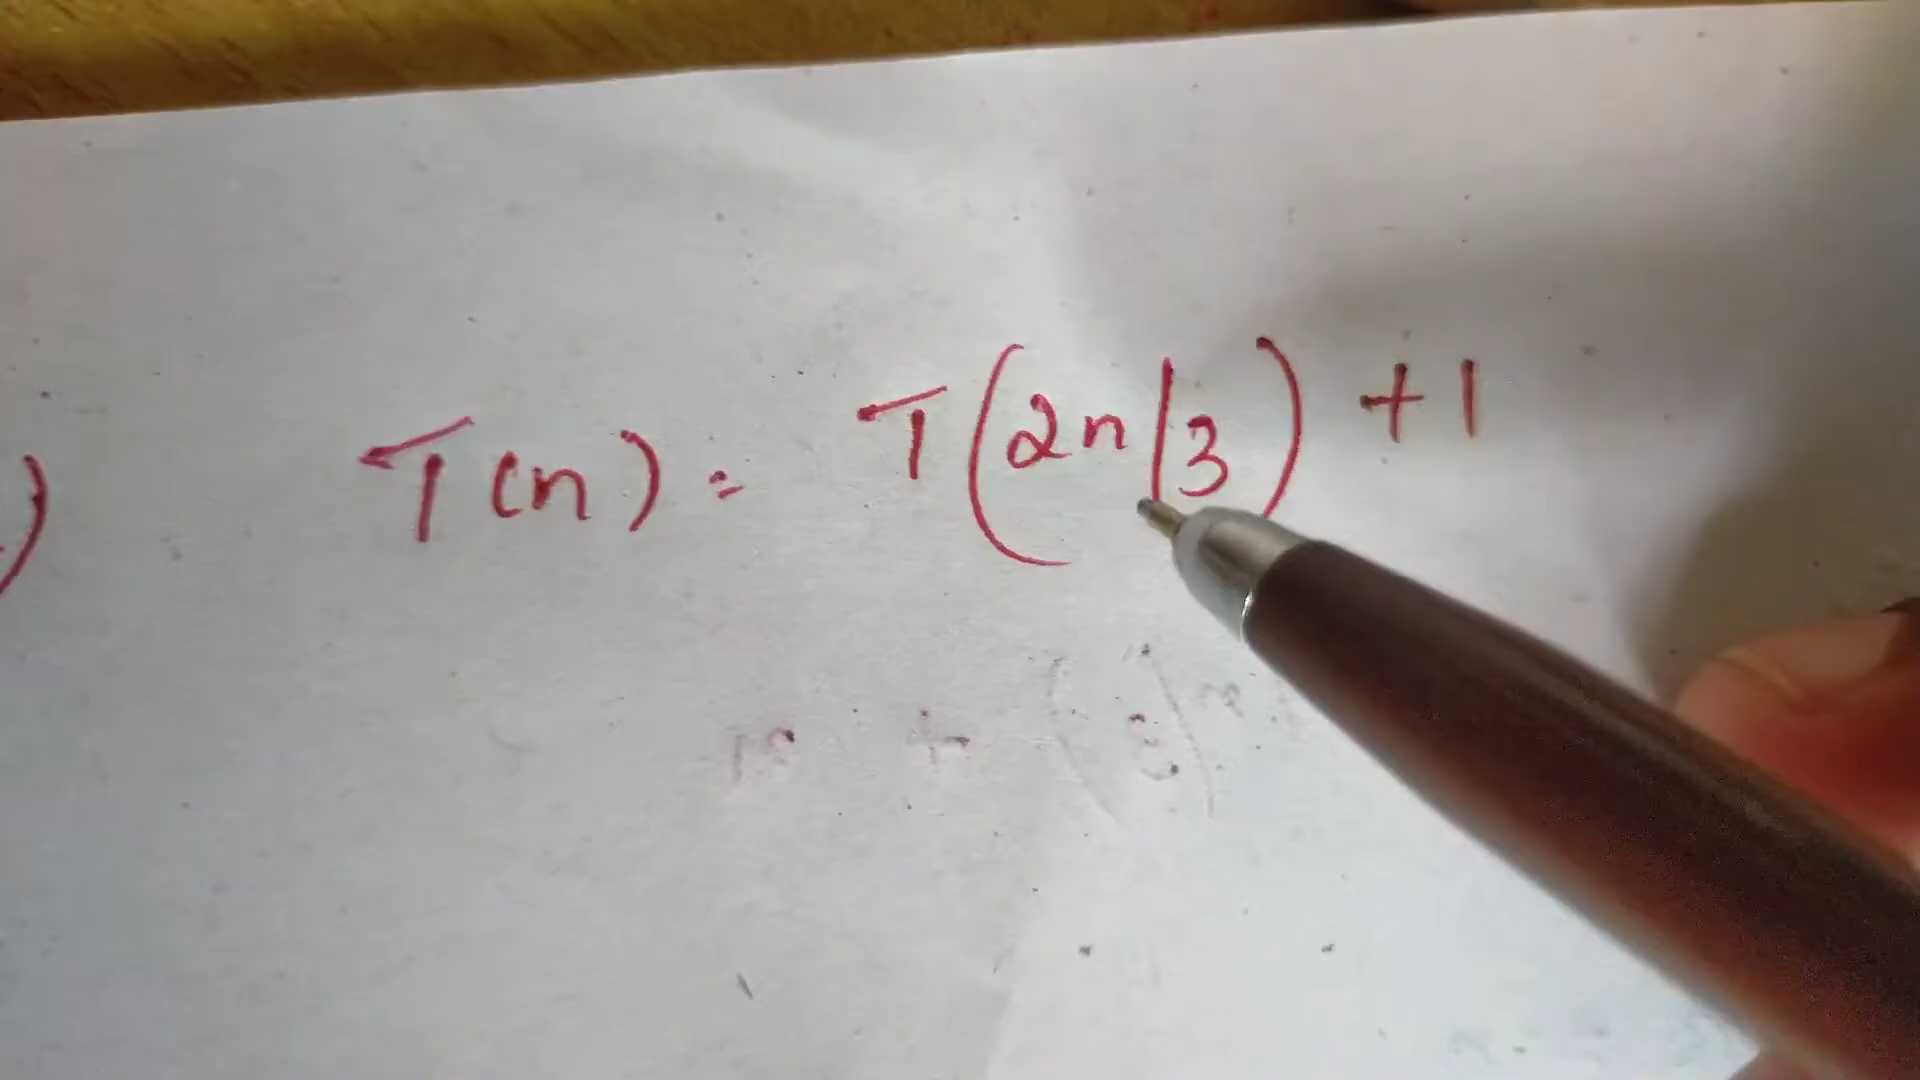 ) T(n) = T(2n/3) + 1